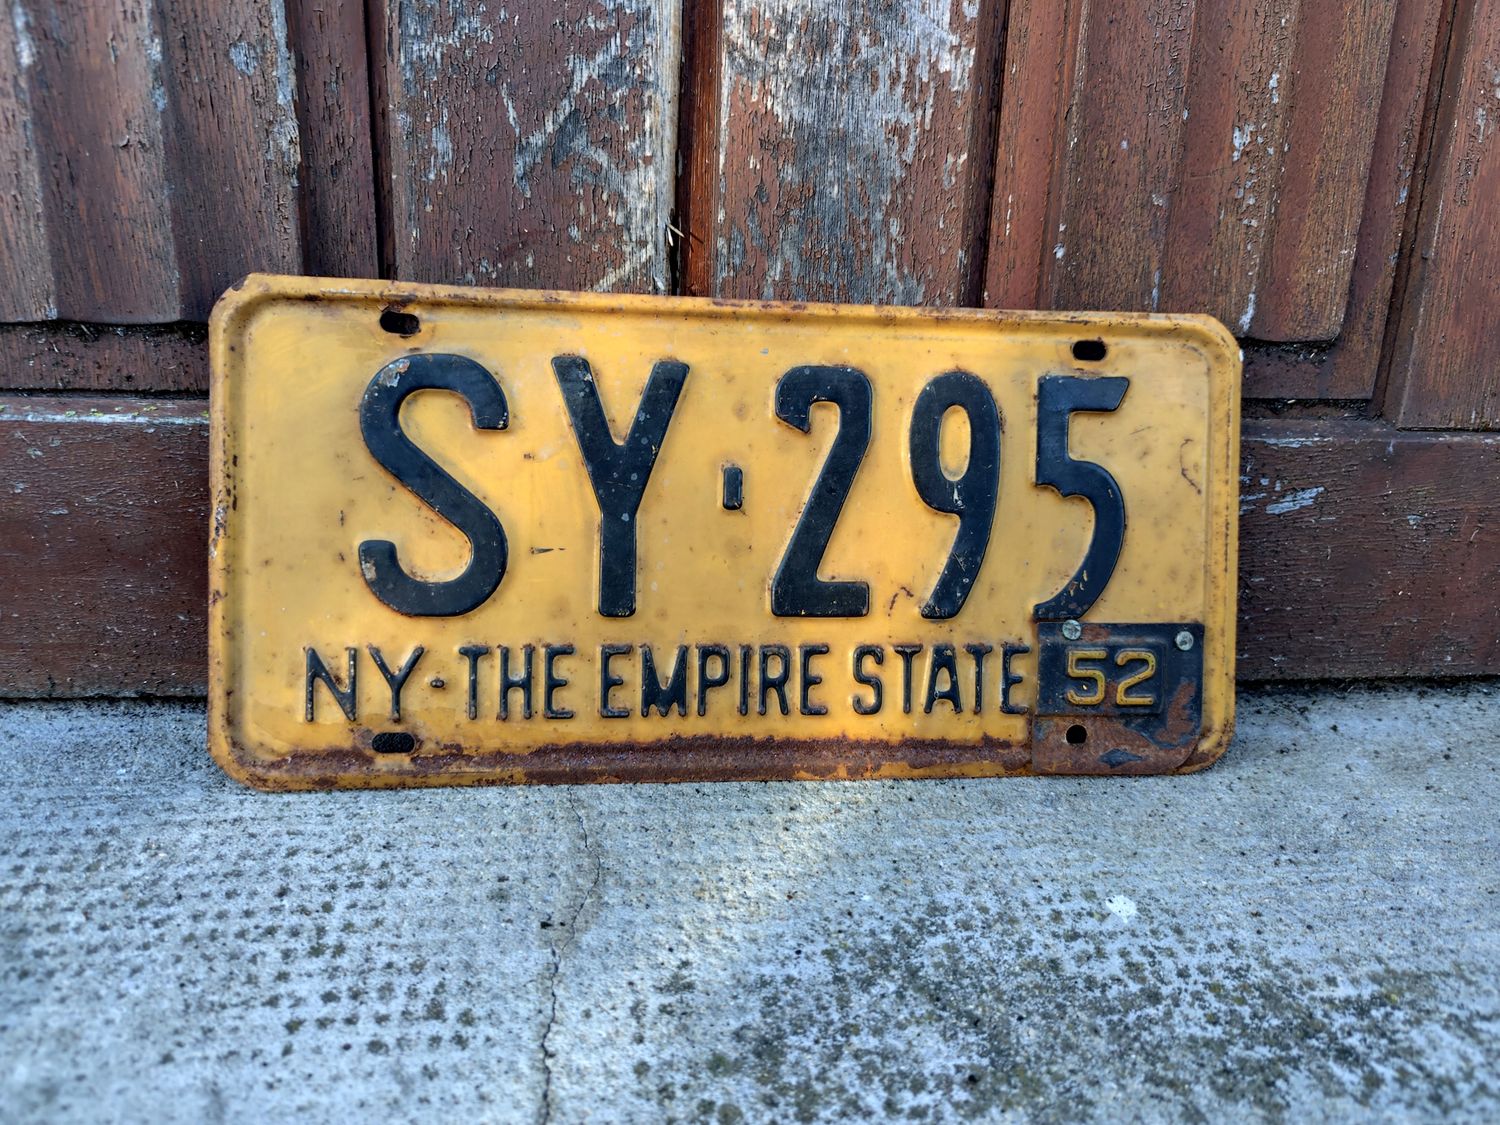 SY-295
NY·THE EMPIRE STATE 52